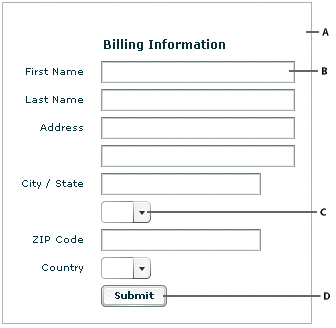 A
Billing Information
First Name
B
Last Name
Address
City / State
C
ZIP Code
Country
Submit
D